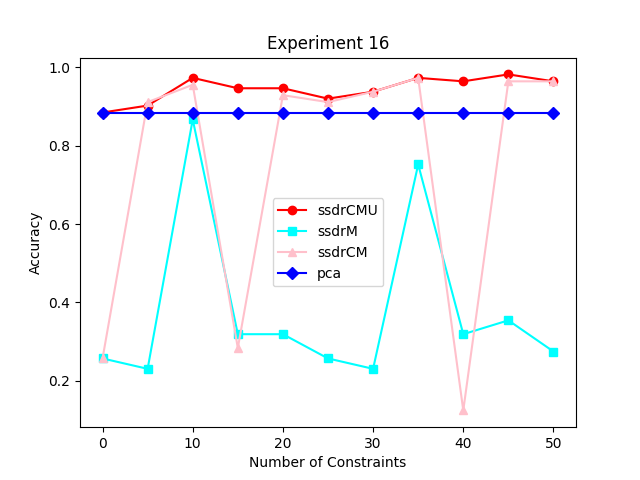 Experiment 16
1.0
0.8
0.6
0.4
0.2
Accuracy
ssdrCMU
ssdrM
ssdrCM
pca
0 10 20 30 40 50
Number of Constraints